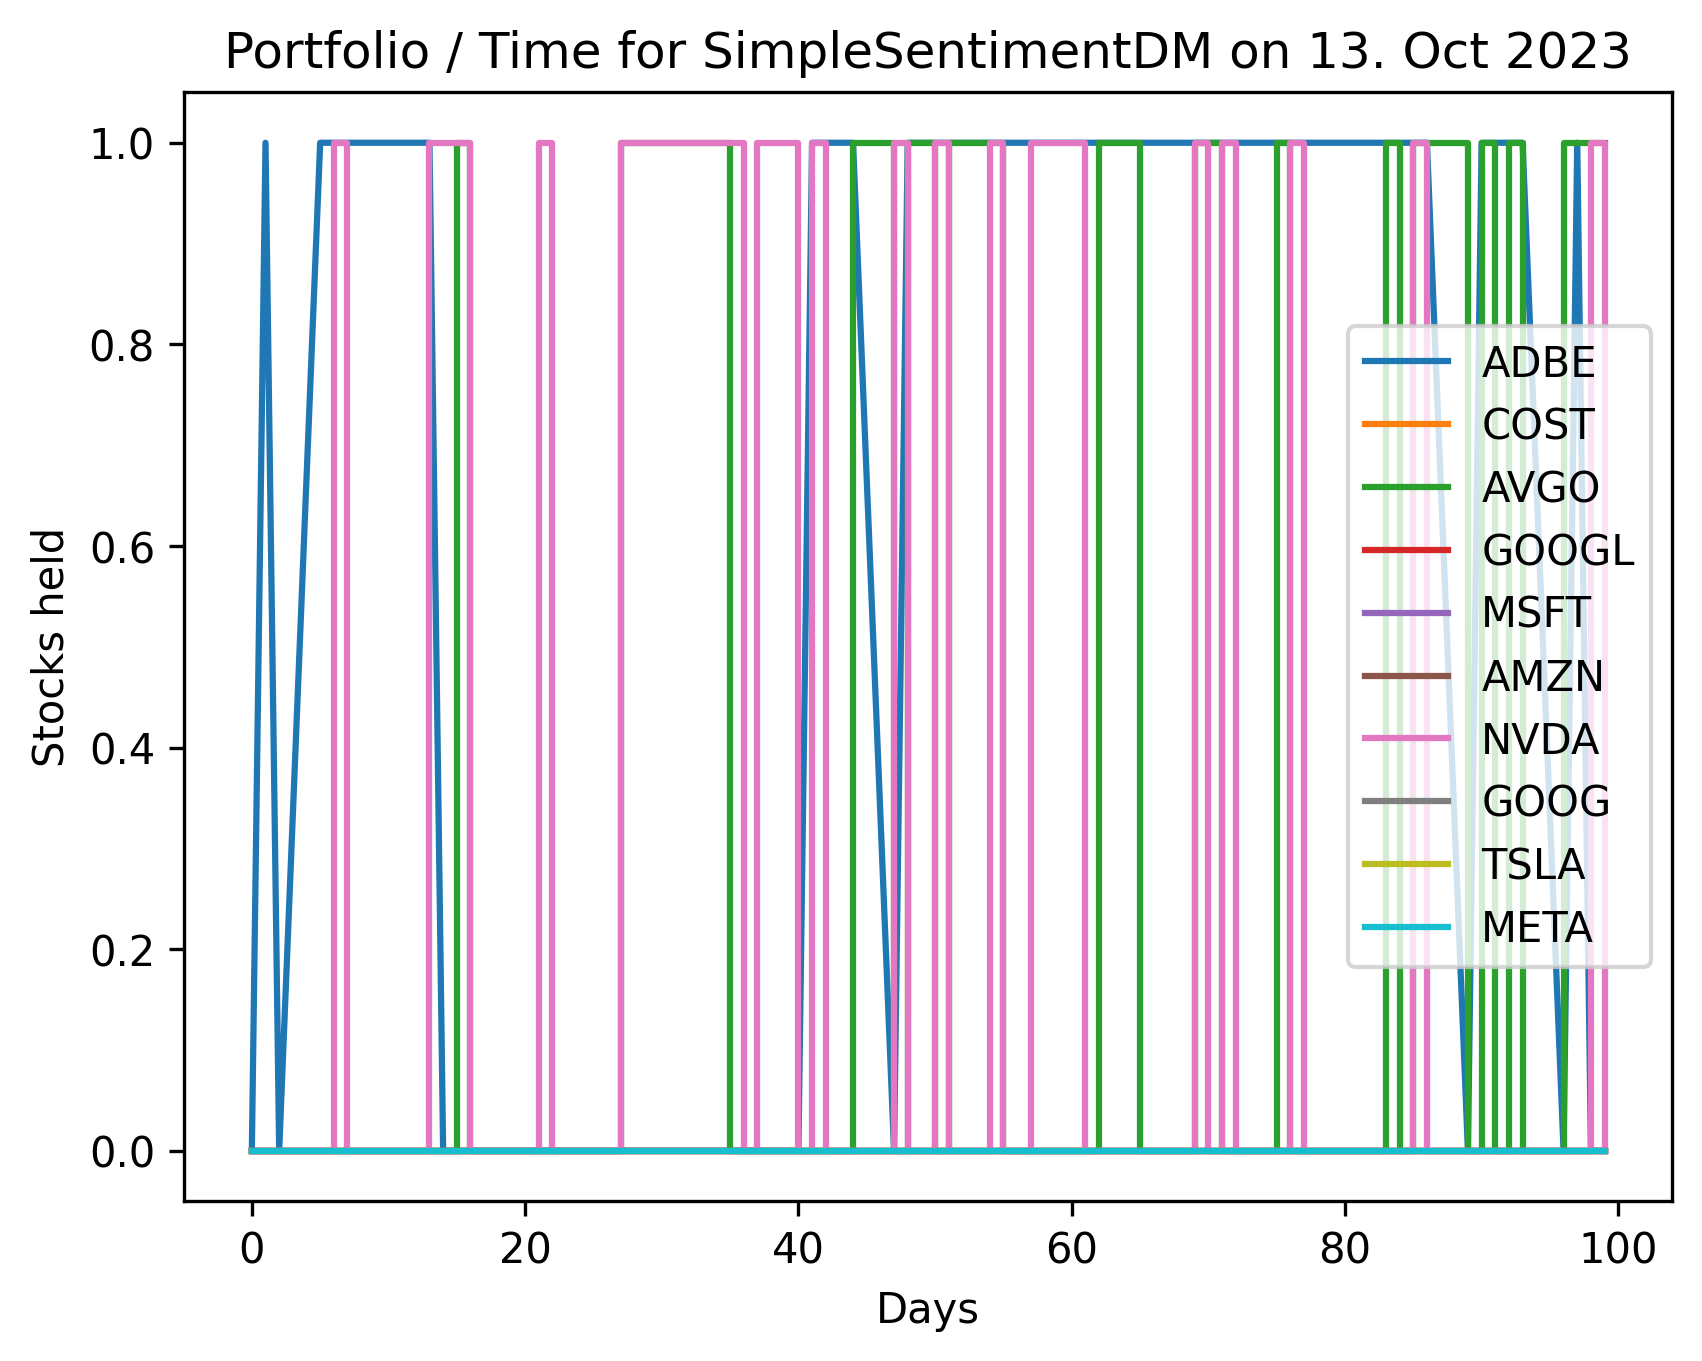 Portfolio / Time for SimpleSentimentDM on 13. Oct 2023
1.0
0.8
0.6
0.4
0.2
0.0
Stocks held
ADBE
COST
AVGO
GOOGL
MSFT
AMZN
NVDA
GOOG
TSLA
META
0 20 40 60 80 100
Days